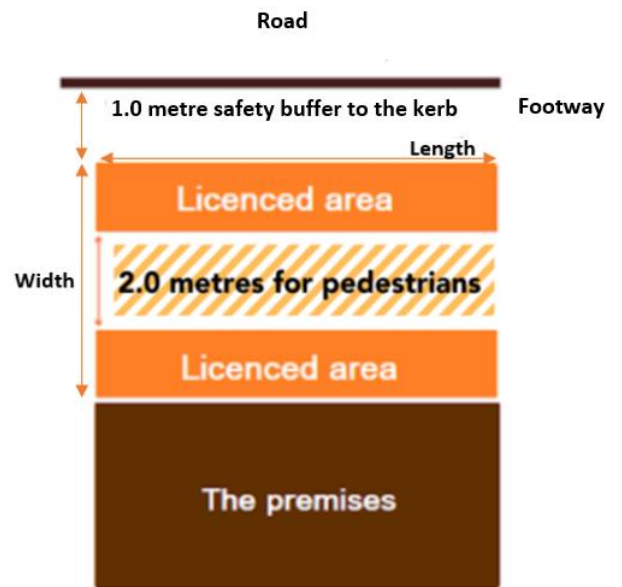 Road
1.0 metre safety buffer to the kerb
Footway
Length
Licenced area
Width
2.0 metres for pedestrians
Licenced area
The premises